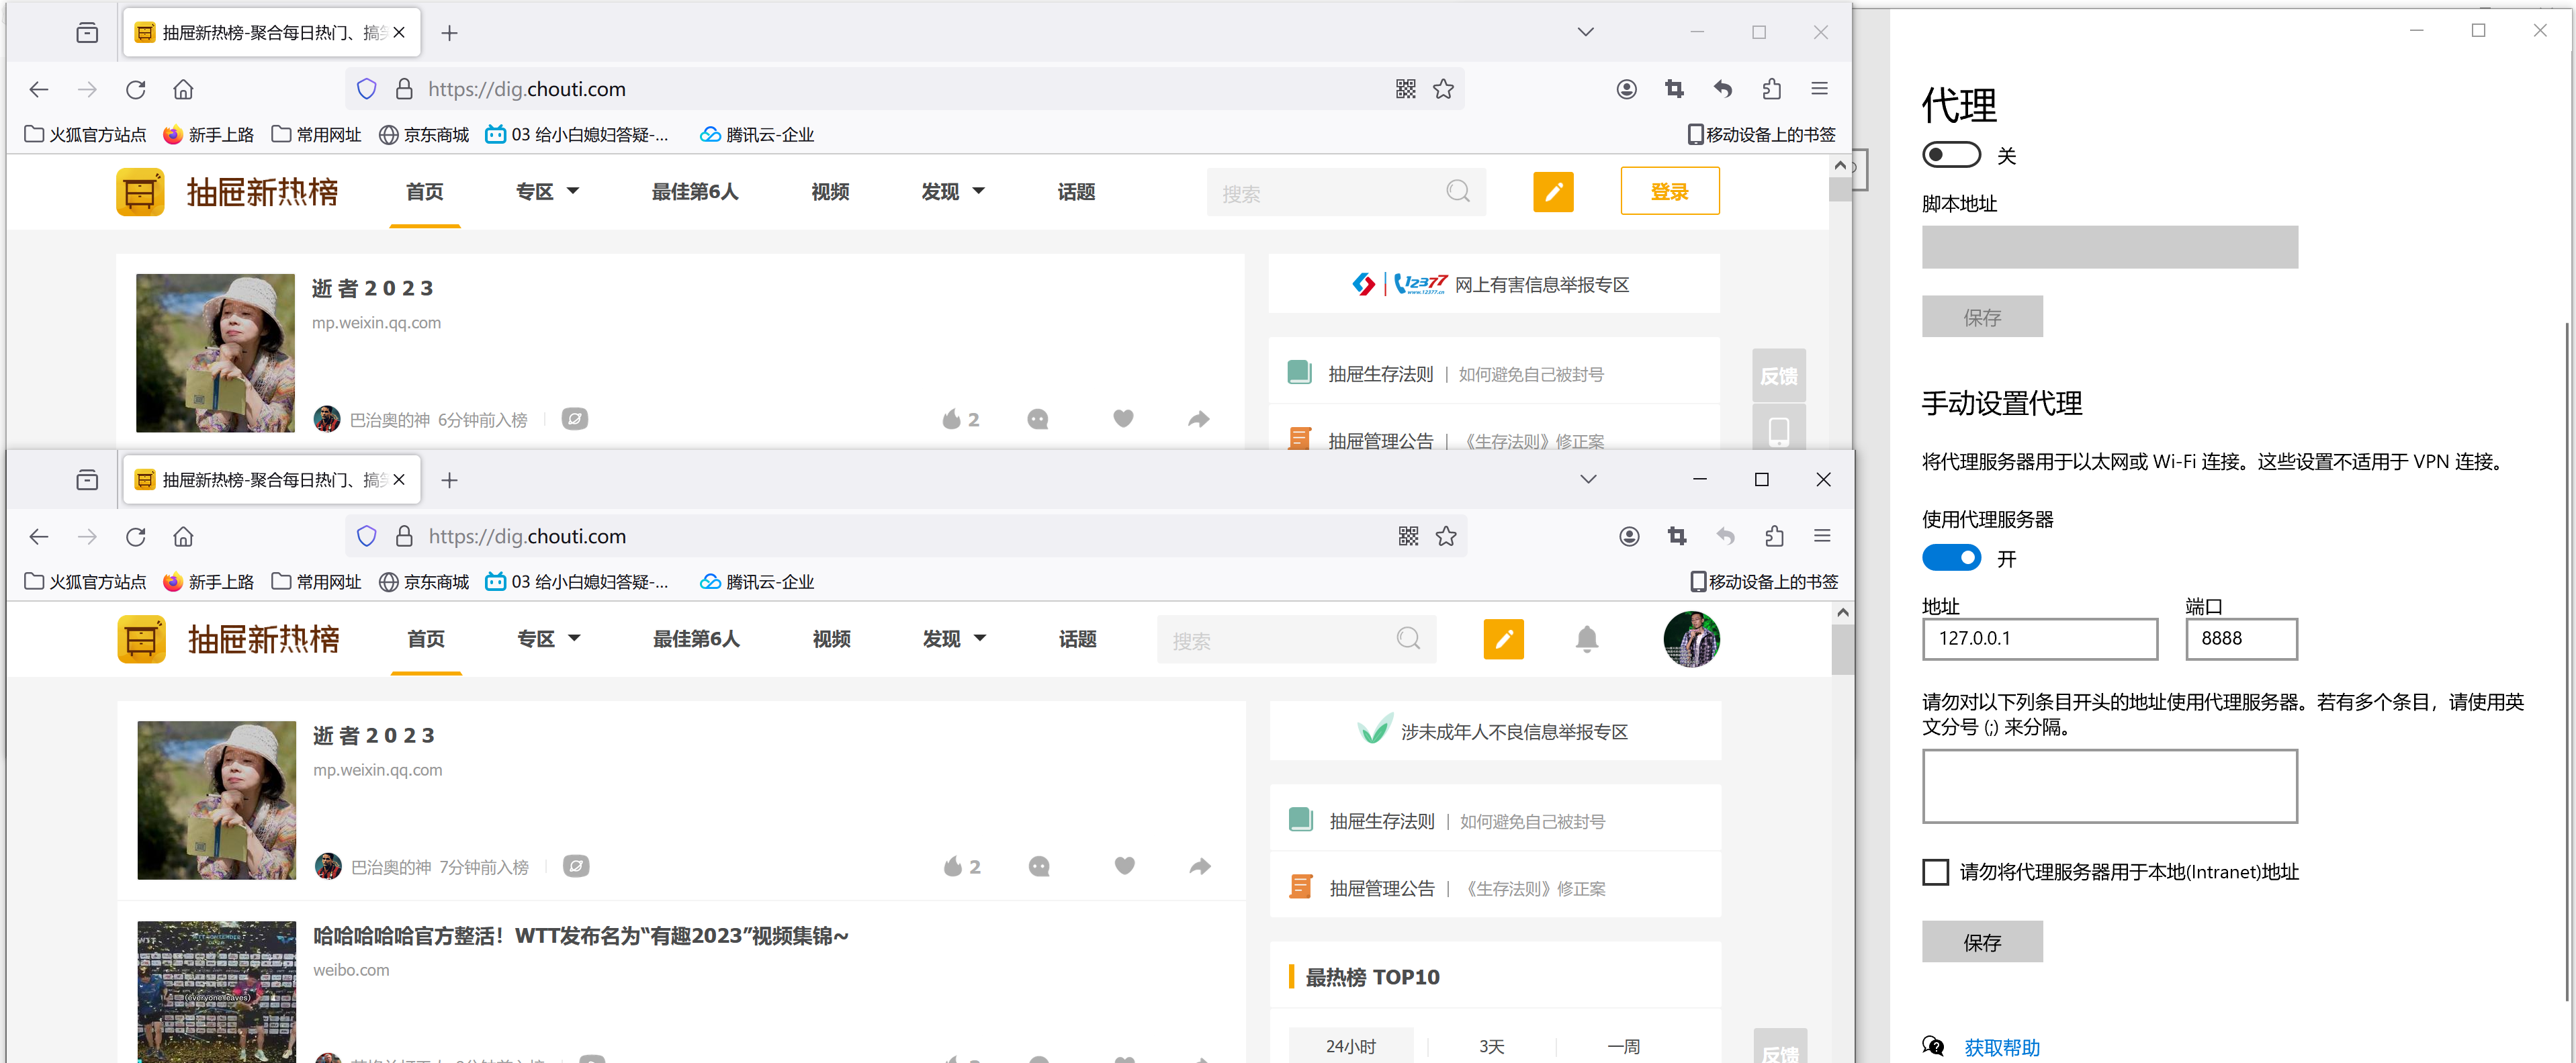 抽屉新热榜-聚合每日热门、搞笑
https://dig.chouti.com
火狐官方站点 新手上路 常用网址 京东商城 03 给小白媳妇答疑-... 腾讯云-企业 移动设备上的书签
抽屉新热榜 首页 专区 最佳第6人 视频 发现 话题 搜索 登录
逝 者 2 0 2 3
mp.weixin.qq.com
巴治奥的神 6分钟前入榜 2
12377 网上有害信息举报专区
www.12377.cn
抽屉生存法则 | 如何避免自己被封号
抽屉管理公告 | 《生存法则》修正案
反馈
抽屉新热榜-聚合每日热门、搞笑
https://dig.chouti.com
火狐官方站点 新手上路 常用网址 京东商城 03 给小白媳妇答疑-... 腾讯云-企业 移动设备上的书签
抽屉新热榜 首页 专区 最佳第6人 视频 发现 话题 搜索
逝 者 2 0 2 3
mp.weixin.qq.com
巴治奥的神 7分钟前入榜 2
哈哈哈哈哈官方整活！WTT发布名为“有趣2023”视频集锦~
weibo.com
(everyone leaves)
涉未成年人不良信息举报专区
抽屉生存法则 | 如何避免自己被封号
抽屉管理公告 | 《生存法则》修正案
最热榜 TOP10
24小时 3天 一周
反馈
代理
关
脚本地址
保存
手动设置代理
将代理服务器用于以太网或 Wi-Fi 连接。这些设置不适用于 VPN 连接。
使用代理服务器
开
地址 端口
127.0.0.1 8888
请勿对以下列条目开头的地址使用代理服务器。若有多个条目，请使用英
文分号 (;) 来分隔。
请勿将代理服务器用于本地(Intranet)地址
保存
获取帮助